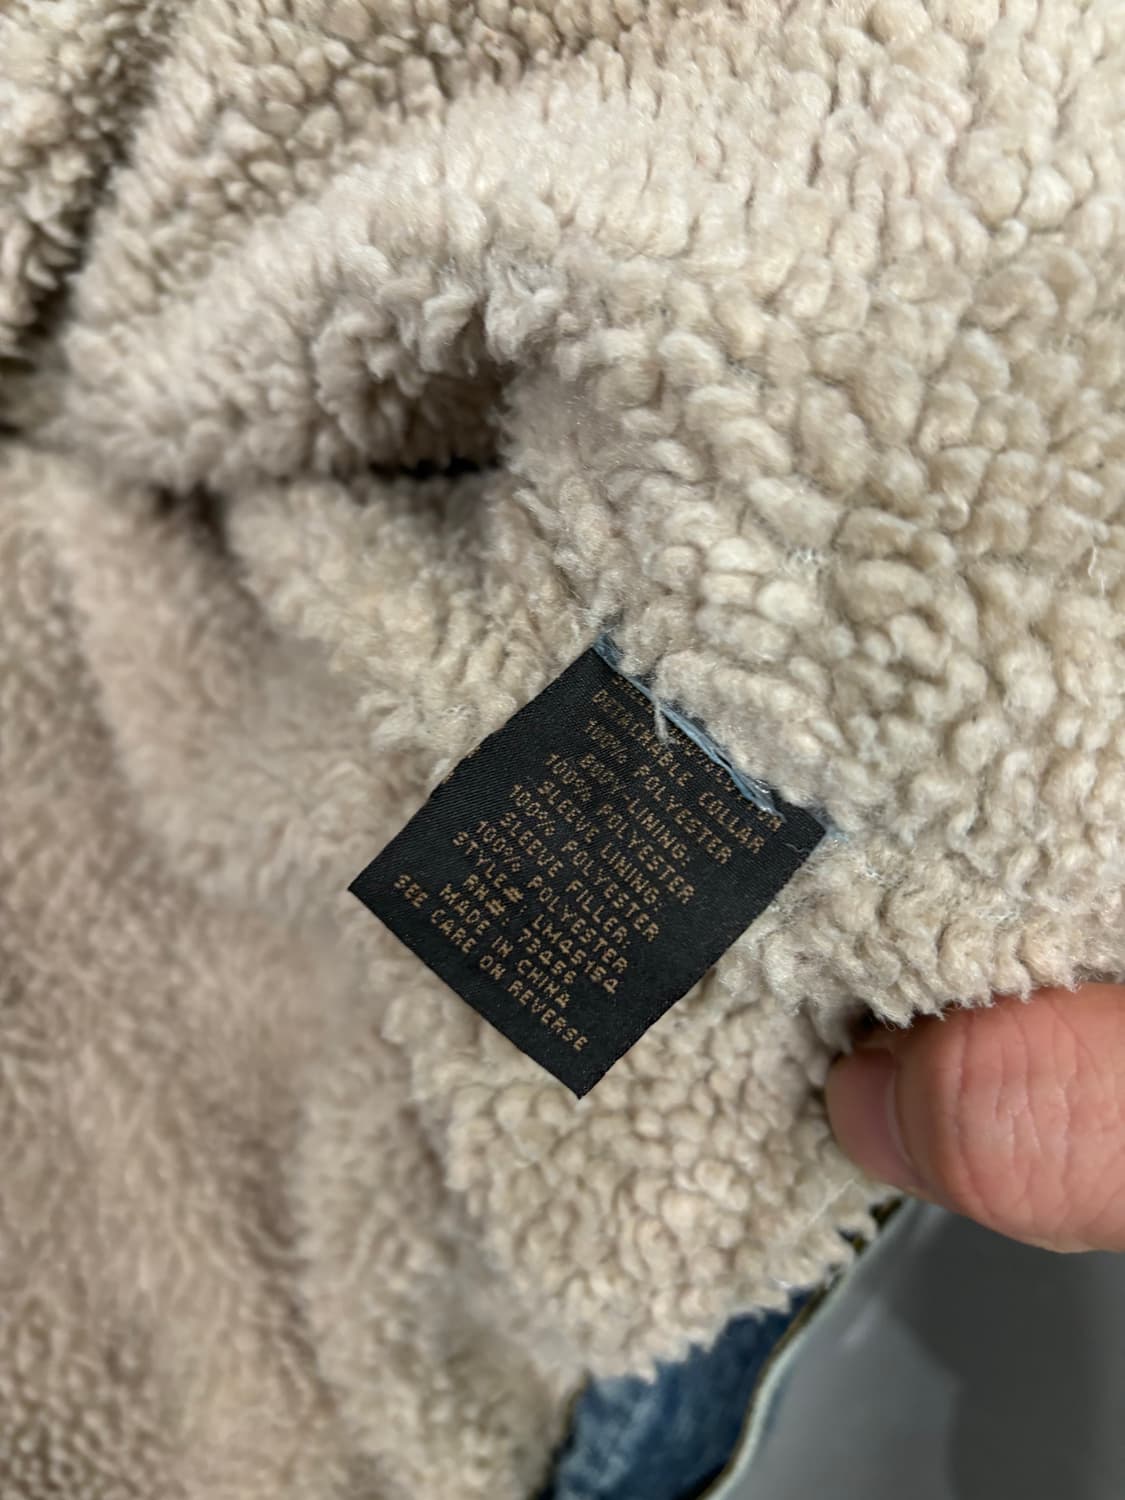 DETACHABLE COLLAR
100% POLYESTER
BODY-LINING:
100% POLYESTER
SLEEVE LINING:
100% POLYESTER
SLEEVE FILLER:
100% POLYESTER
STYLE# LM45154
RN# 73456
MADE IN CHINA
SEE CARE ON REVERSE